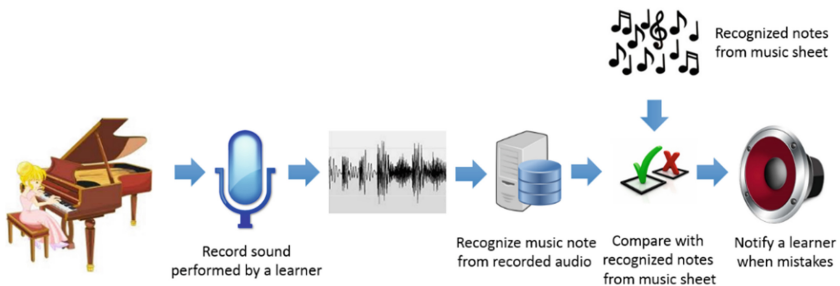 Recognized notes
from music sheet
Record sound
performed by a learner
Recognize music note
from recorded audio
Compare with
recognized notes
from music sheet
Notify a learner
when mistakes